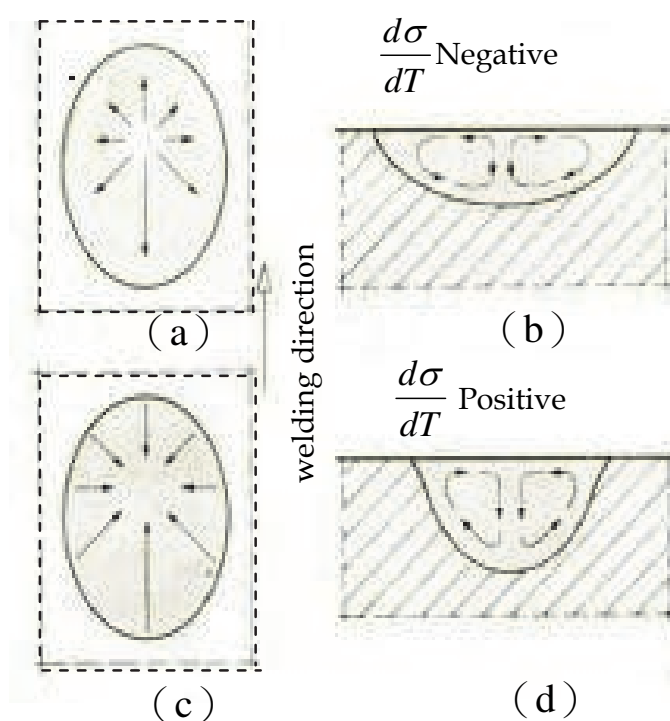 dσ/dT Negative
(a)
(b)
welding direction
dσ/dT Positive
(c)
(d)